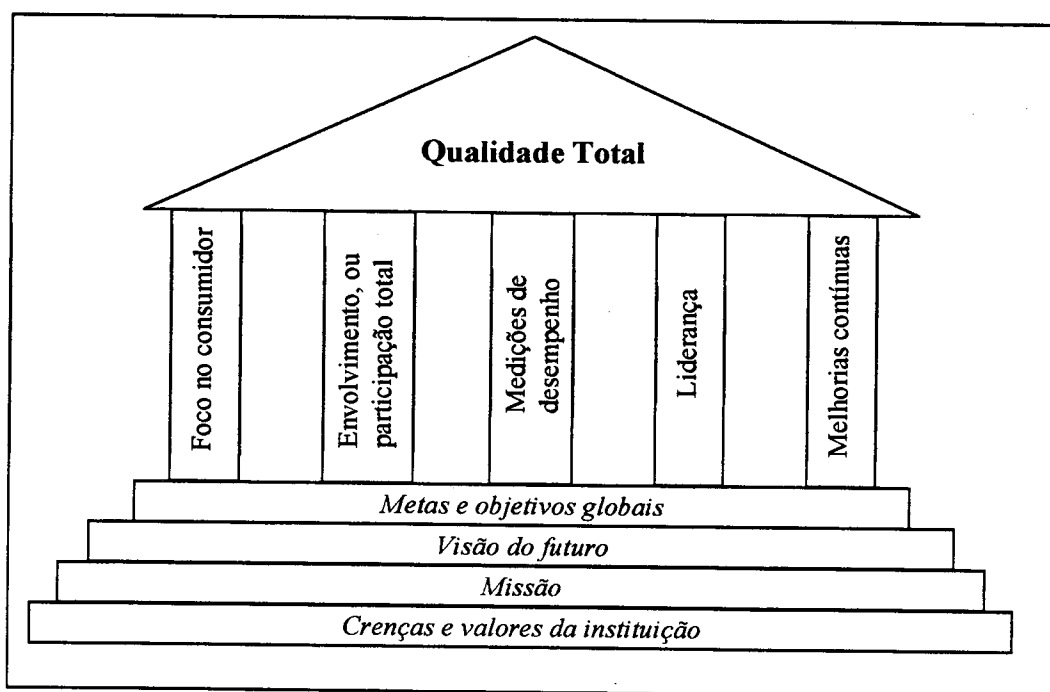 Qualidade Total
Foco no consumidor
Envolvimento, ou
participação total
Medições de
desempenho
Liderança
Melhorias contínuas
Metas e objetivos globais
Visão do futuro
Missão
Crenças e valores da instituição